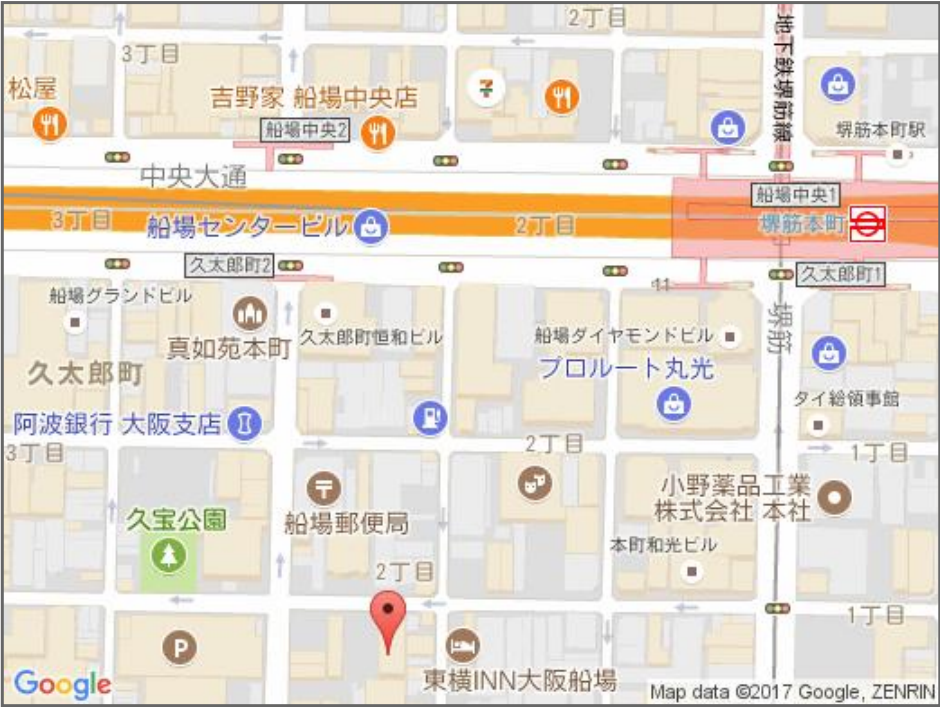 2丁目
3丁目
地下鉄堺筋線
松屋
吉野家 船場中央店
船場中央2
堺筋本町駅
中央大通
船場中央1
3丁目
船場センタービル
2丁目
堺筋本町
久太郎町2
久太郎町1
11
船場グランドビル
堺筋
真如苑本町
久太郎町恒和ビル
船場ダイヤモンドビル
久太郎町
プロルート丸光
タイ総領事館
阿波銀行 大阪支店
3丁目
2丁目
1丁目
小野薬品工業
株式会社 本社
久宝公園
船場郵便局
本町和光ビル
2丁目
1丁目
P
東横INN大阪船場
Google
Map data ©2017 Google, ZENRIN